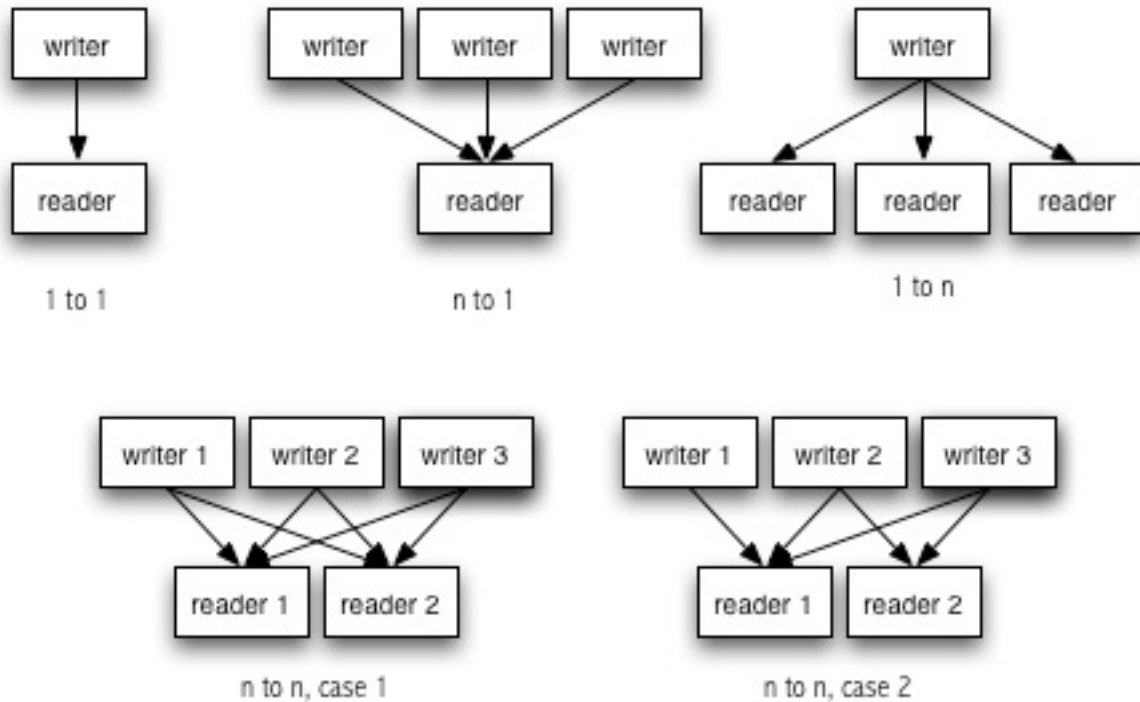 writer
writer
writer
writer
writer
reader
reader
reader
reader
reader
1 to 1
n to 1
1 to n
writer 1
writer 2
writer 3
writer 1
writer 2
writer 3
reader 1
reader 2
reader 1
reader 2
n to n, case 1
n to n, case 2